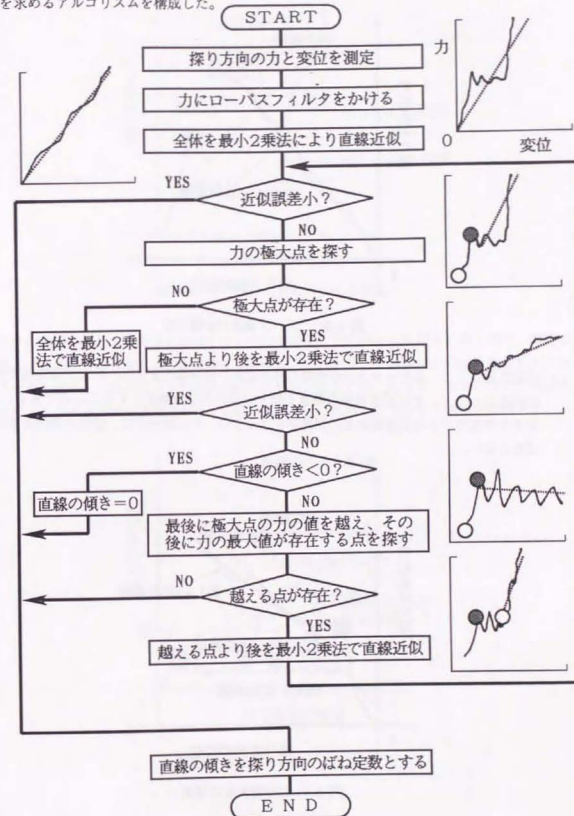 を求めるアルゴリズムを構成した。
START
探り方向の力と変位を測定
力にローパスフィルタをかける
全体を最小2乗法により直線近似
力
0
変位
YES
近似誤差小？
NO
力の極大点を探す
NO
極大点が存在？
YES
全体を最小2乗
法で直線近似
極大点より後を最小2乗法で直線近似
YES
近似誤差小？
NO
YES
直線の傾き＜0？
直線の傾き＝0
NO
最後に極大点の力の値を越え、その
後に力の最大値が存在する点を探す
NO
越える点が存在？
YES
越える点より後を最小2乗法で直線近似
直線の傾きを探り方向のばね定数とする
END